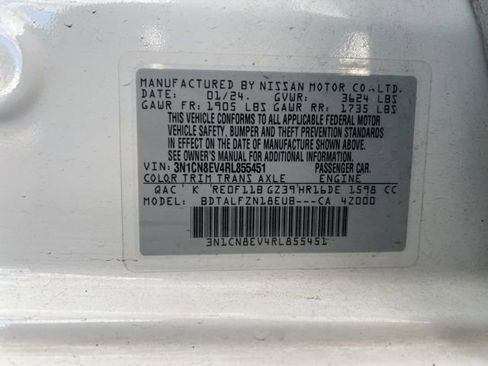 MANUFACTURED BY NISSAN MOTOR CO.,LTD.
DATE: 01/24. GVWR: 3624 LBS
GAWR FR: 1905 LBS GAWR RR: 1735 LBS
THIS VEHICLE CONFORMS TO ALL APPLICABLE FEDERAL MOTOR
VEHICLE SAFETY, BUMPER AND THEFT PREVENTION STANDARDS
IN EFFECT ON THE DATE OF MANUFACTURE SHOWN ABOVE.
SEE OWNER'S MANUAL FOR ADDITIONAL INFORMATION.
VIN: 3N1CN8EV4RL855451 PASSENGER CAR.
COLOR TRIM TRANS AXLE ENGINE
QAC K RE0F11B GZ39 HR16DE 1598 CC
MODEL: BDTALFZN18EUB---CA 42000
3N1CN8EV4RL855451